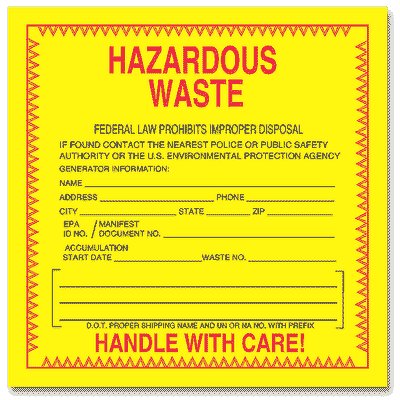 HAZARDOUS
WASTE
FEDERAL LAW PROHIBITS IMPROPER DISPOSAL
IF FOUND CONTACT THE NEAREST POLICE OR PUBLIC SAFETY
AUTHORITY OR THE U.S. ENVIRONMENTAL PROTECTION AGENCY
GENERATOR INFORMATION:
NAME
ADDRESS PHONE
CITY STATE ZIP
EPA / MANIFEST
ID NO. / DOCUMENT NO.
ACCUMULATION
START DATE WASTE NO.
D.O.T. PROPER SHIPPING NAME AND UN OR NA NO. WITH PREFIX
HANDLE WITH CARE!